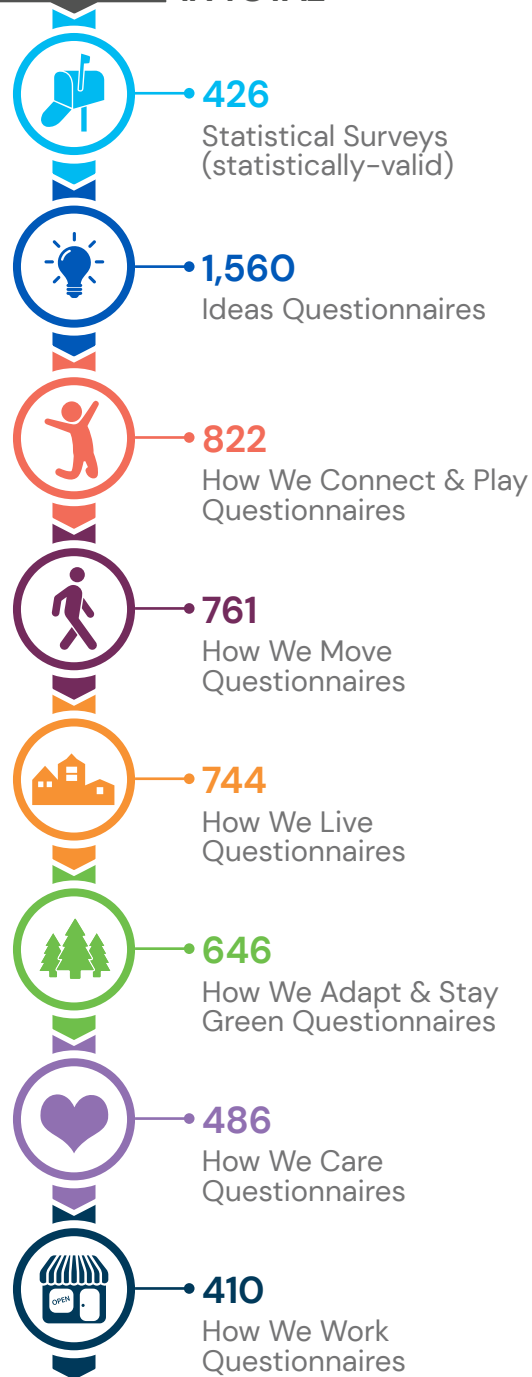 426
Statistical Surveys
(statistically-valid)
1,560
Ideas Questionnaires
822
How We Connect & Play
Questionnaires
761
How We Move
Questionnaires
744
How We Live
Questionnaires
646
How We Adapt & Stay
Green Questionnaires
486
How We Care
Questionnaires
OPEN
410
How We Work
Questionnaires